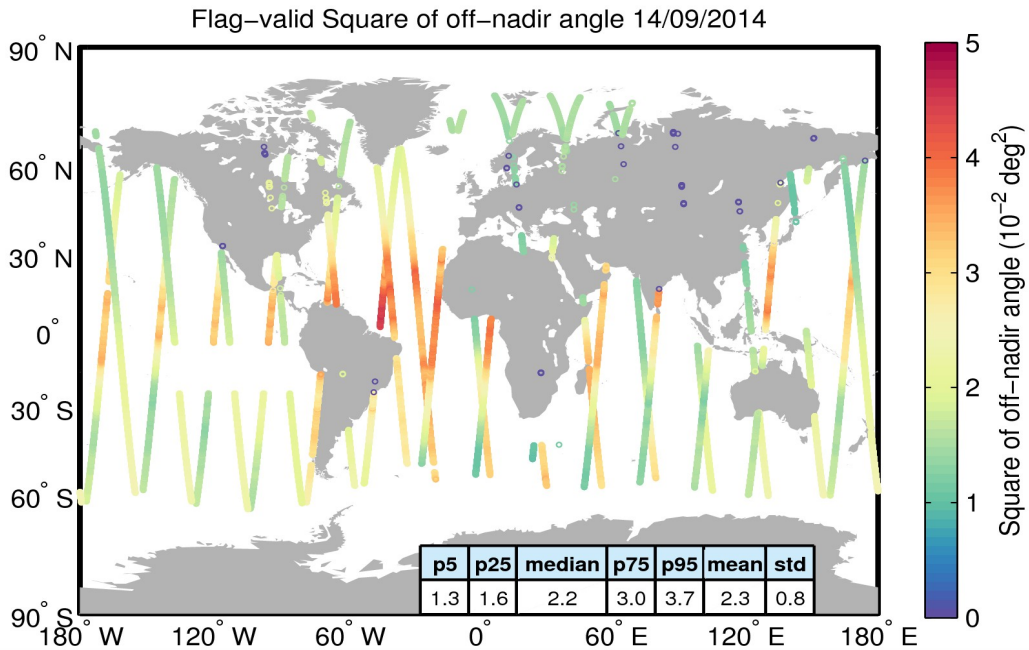 Flag−valid Square of off−nadir angle 14/09/2014
90° N
60° N
30° N
0°
30° S
60° S
90° S
180° W
120° W
60° W
0°
60° E
120° E
180° E
p5 p25 median p75 p95 mean std
1.3 1.6 2.2 3.0 3.7 2.3 0.8
5
4
3
2
1
0
Square of off−nadir angle (10⁻² deg²)